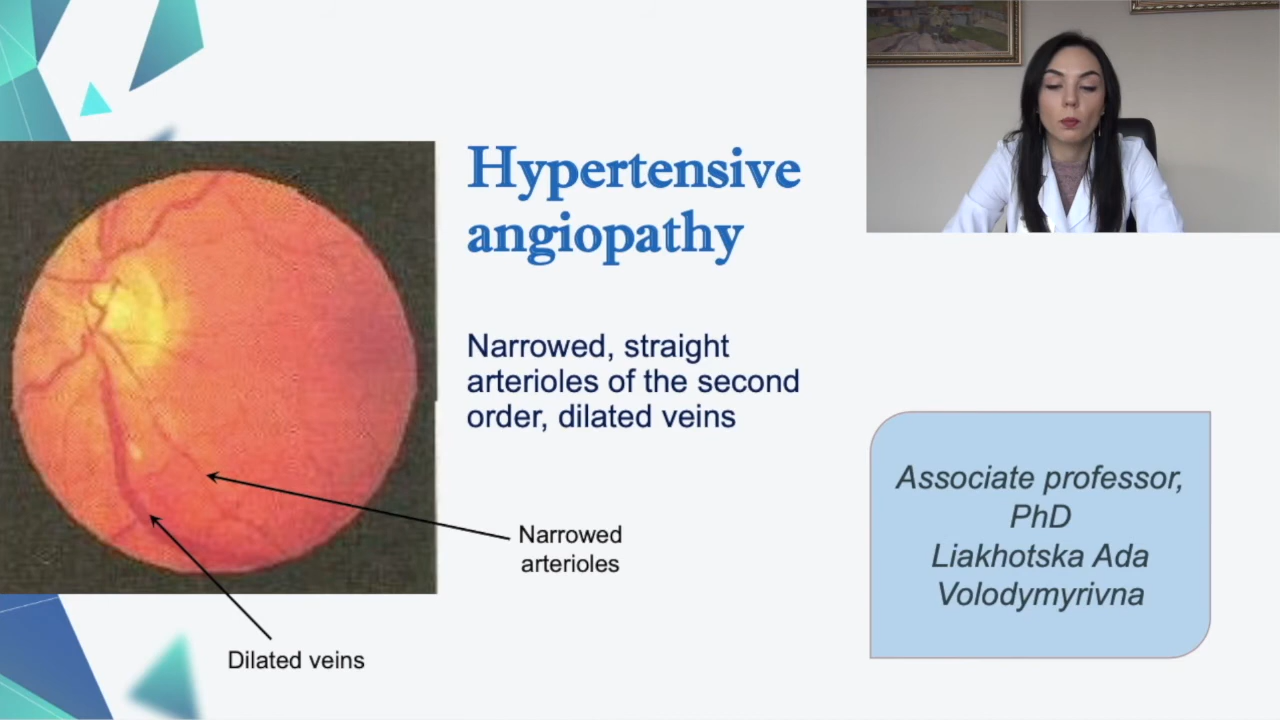 Hypertensive
angiopathy
Narrowed, straight
arterioles of the second
order, dilated veins
Narrowed
arterioles
Dilated veins
Associate professor,
PhD
Liakhotska Ada
Volodymyrivna